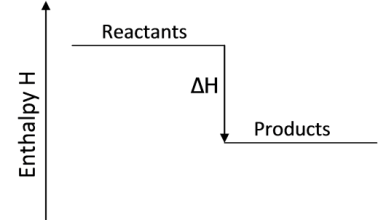 Reactants
ΔH
Products
Enthalpy H